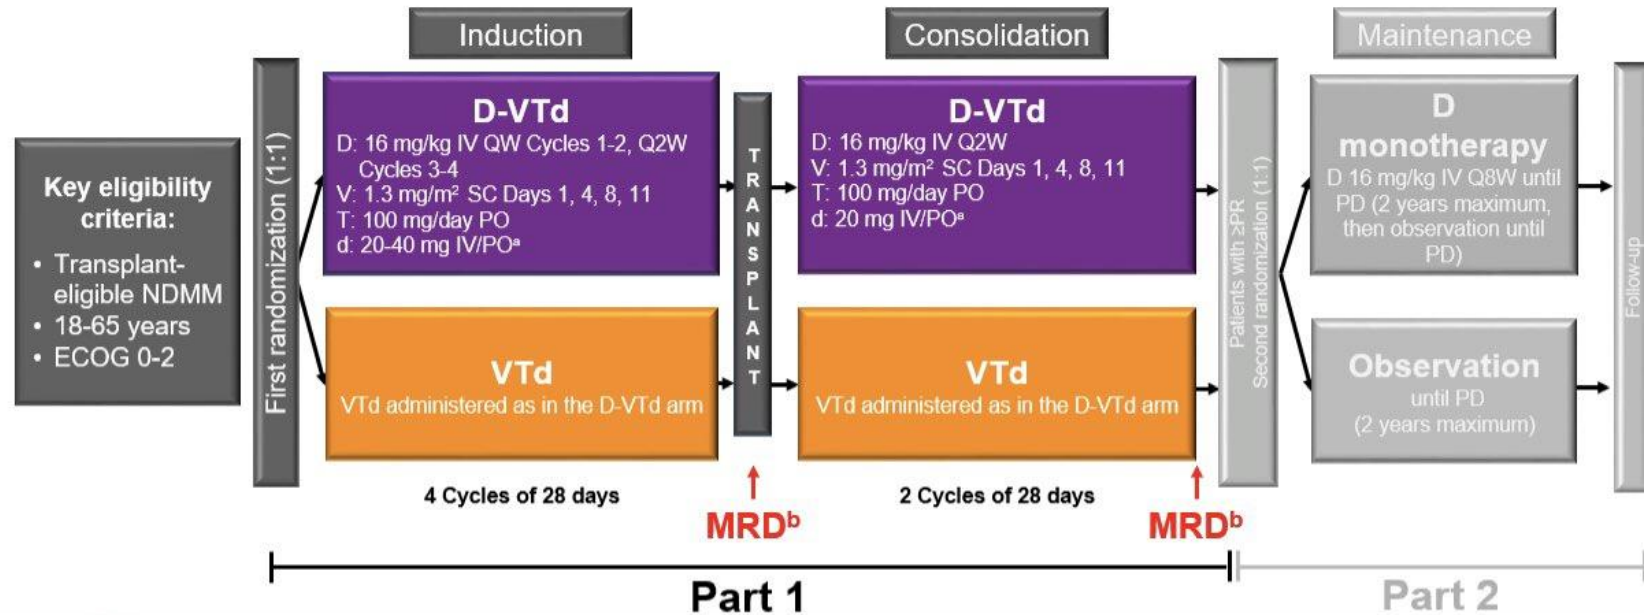 Induction
Consolidation
Maintenance
Key eligibility
criteria:
• Transplant-
eligible NDMM
• 18-65 years
• ECOG 0-2
First randomization (1:1)
D-VTd
D: 16 mg/kg IV QW Cycles 1-2, Q2W
Cycles 3-4
V: 1.3 mg/m² SC Days 1, 4, 8, 11
T: 100 mg/day PO
d: 20-40 mg IV/POᵃ
VTd
VTd administered as in the D-VTd arm
4 Cycles of 28 days
TRANSPLANT
MRDᵇ
D-VTd
D: 16 mg/kg IV Q2W
V: 1.3 mg/m² SC Days 1, 4, 8, 11
T: 100 mg/day PO
d: 20 mg IV/POᵃ
VTd
VTd administered as in the D-VTd arm
2 Cycles of 28 days
MRDᵇ
Patients with ≥PR
Second randomization (1:1)
D
monotherapy
D 16 mg/kg IV Q8W until
PD (2 years maximum,
then observation until
PD)
Observation
until PD
(2 years maximum)
Follow-up
Part 1
Part 2